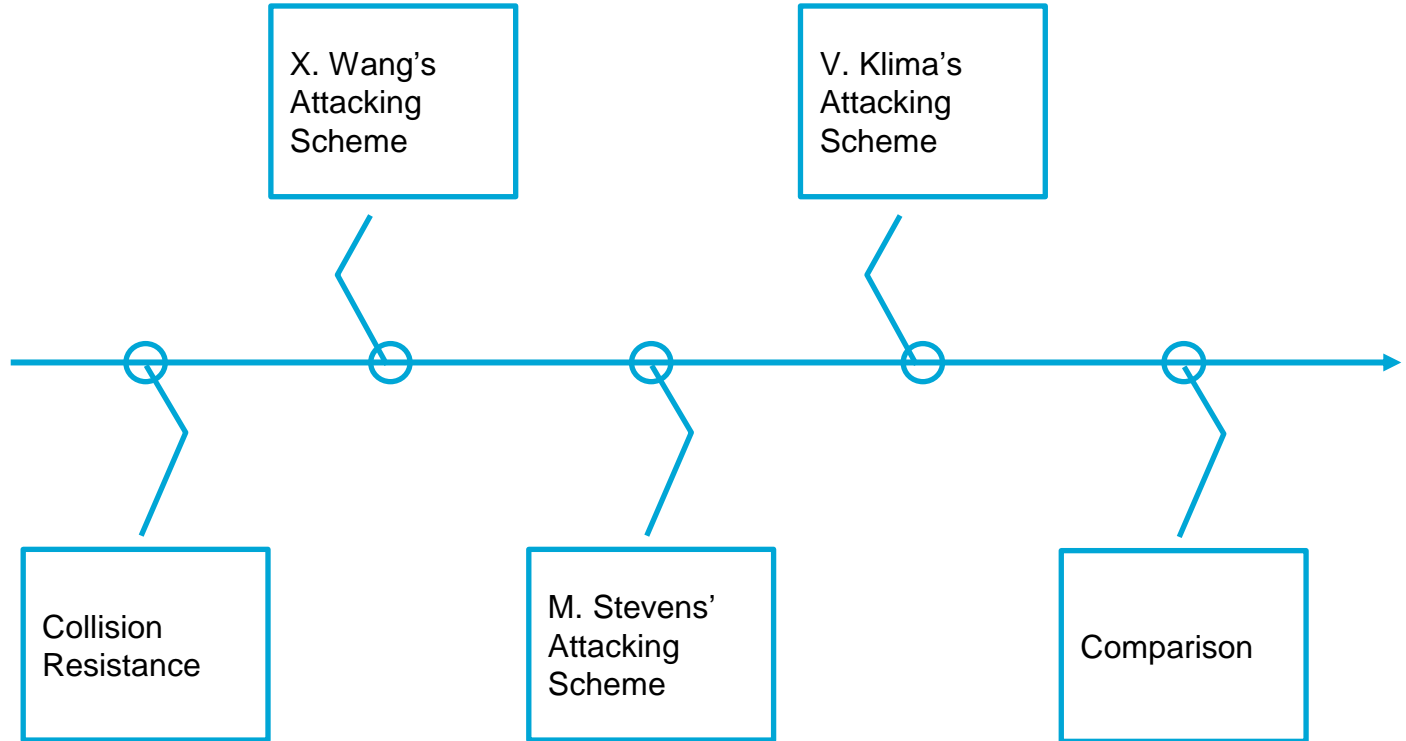 X. Wang’s
Attacking
Scheme
V. Klima’s
Attacking
Scheme
Collision
Resistance
M. Stevens’
Attacking
Scheme
Comparison